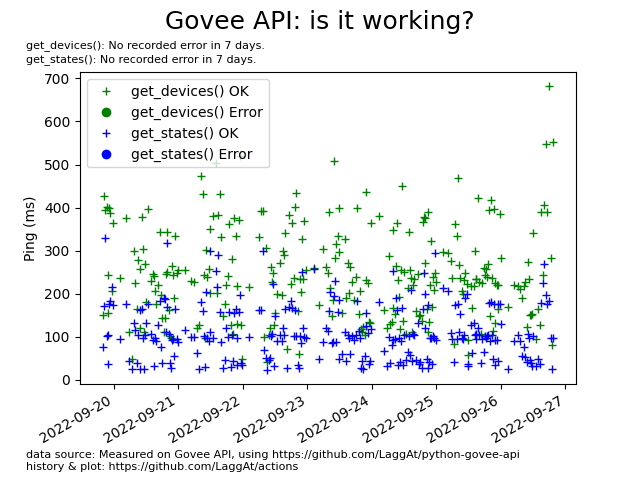 Govee API: is it working?
get_devices(): No recorded error in 7 days.
get_states(): No recorded error in 7 days.
700
600
500
400
300
200
100
0
Ping (ms)
get_devices() OK
get_devices() Error
get_states() OK
get_states() Error
2022-09-20
2022-09-21
2022-09-22
2022-09-23
2022-09-24
2022-09-25
2022-09-26
2022-09-27
data source: Measured on Govee API, using https://github.com/LaggAt/python-govee-api
history & plot: https://github.com/LaggAt/actions